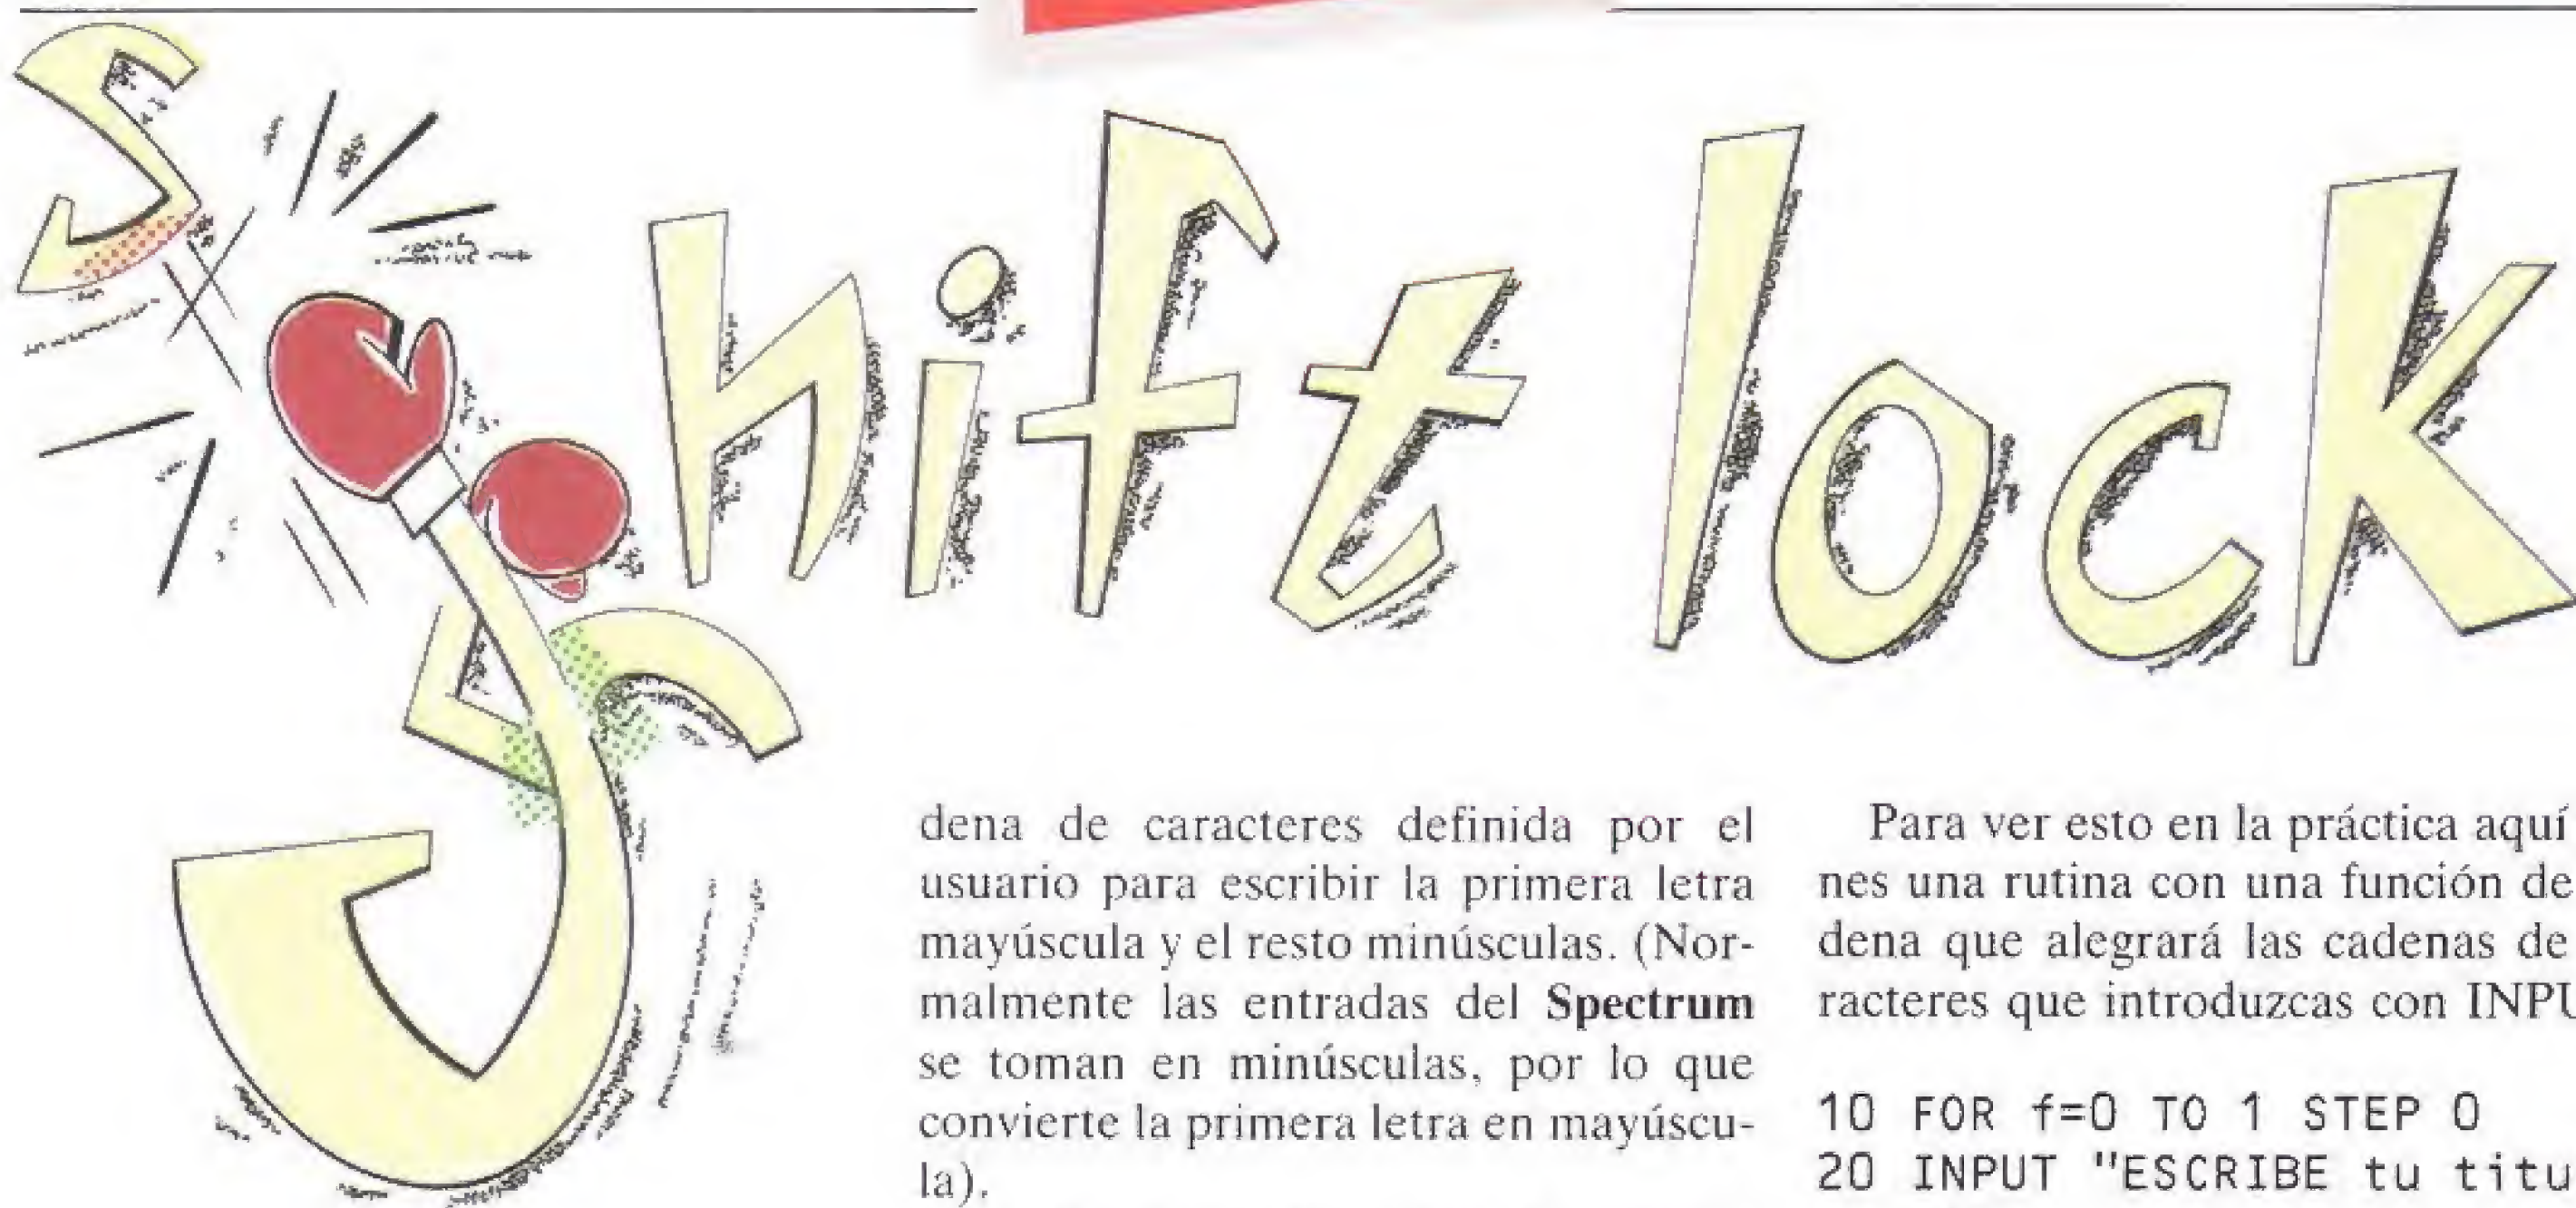 Shift lock
dena de caracteres definida por el
usuario para escribir la primera letra
mayúscula y el resto minúsculas. (Nor-
malmente las entradas del Spectrum
se toman en minúsculas, por lo que
convierte la primera letra en mayúscu-
la).
Para ver esto en la práctica aquí
nes una rutina con una función de
dena que alegrará las cadenas de
racteres que introduzcas con INPU
10 FOR f=0 TO 1 STEP 0
20 INPUT "ESCRIBE tu titu